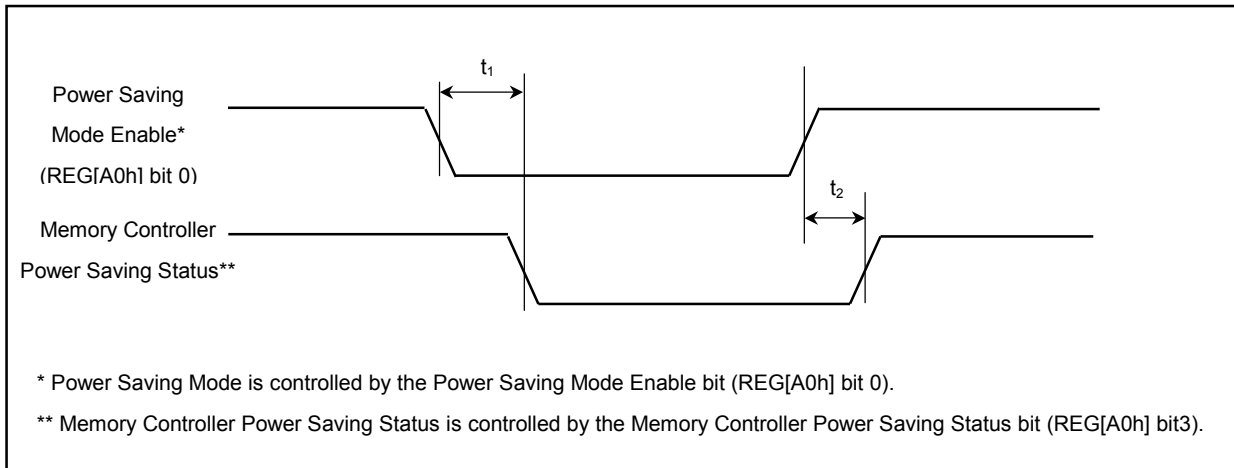 t1
Power Saving
Mode Enable*
(REG[A0h] bit 0)
t2
Memory Controller
Power Saving Status**
* Power Saving Mode is controlled by the Power Saving Mode Enable bit (REG[A0h] bit 0).
** Memory Controller Power Saving Status is controlled by the Memory Controller Power Saving Status bit (REG[A0h] bit3).